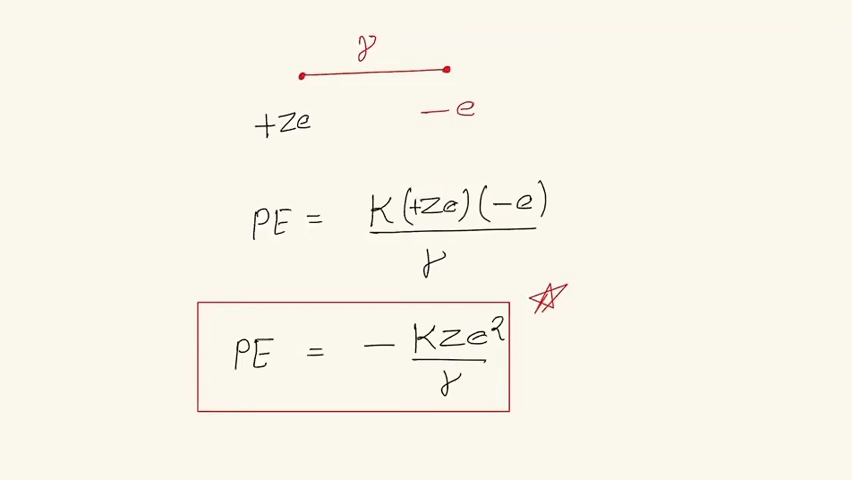 r
+Ze -e
PE = K(+Ze)(-e) / r
PE = - KZe² / r